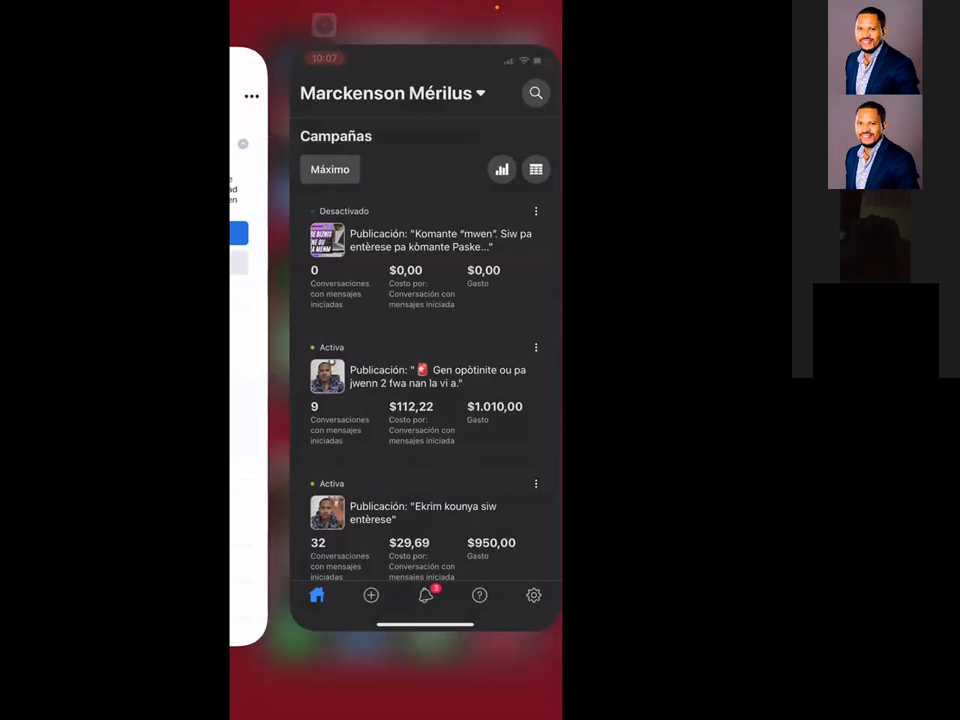 10:07
Marckenson Mérilus
Campañas
Máximo
Desactivado
Publicación: "Komante “mwen”. Siw pa
entèrese pa kòmante Paske..."
0 $0,00 $0,00
Conversaciones Costo por: Gasto
con mensajes Conversación con
iniciadas mensaje iniciada
Activa
Publicación: "🚨 Gen opòtinite ou pa
jwenn 2 fwa nan la vi a."
9 $112,22 $1.010,00
Conversaciones Costo por: Gasto
con mensajes Conversación con
iniciadas mensajes iniciada
Activa
Publicación: "Ekrim kounya siw
entèrese"
32 $29,69 $950,00
Conversaciones Costo por: Gasto
con mensajes Conversación con
iniciadas mensajes iniciada
3